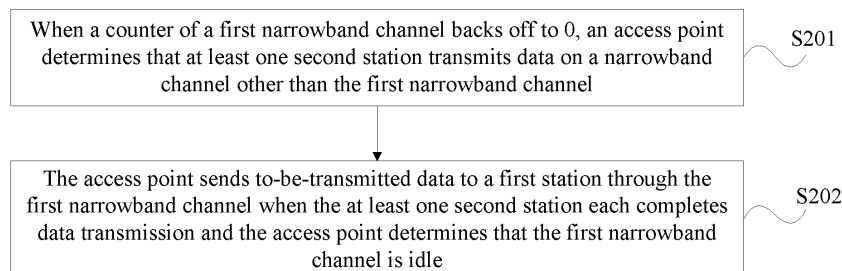 When a counter of a first narrowband channel backs off to 0, an access point
determines that at least one second station transmits data on a narrowband
channel other than the first narrowband channel
S201
The access point sends to-be-transmitted data to a first station through the
first narrowband channel when the at least one second station each completes
data transmission and the access point determines that the first narrowband
channel is idle
S202